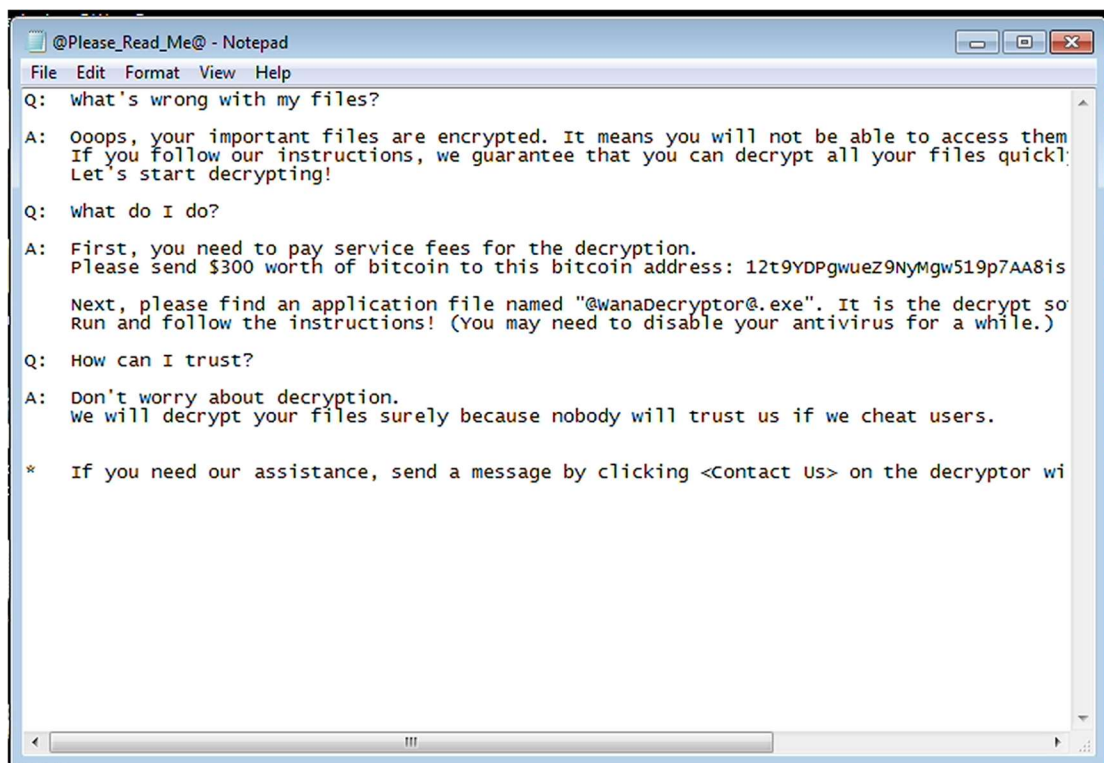 @Please_Read_Me@ - Notepad
File Edit Format View Help
Q: What's wrong with my files?
A: Ooops, your important files are encrypted. It means you will not be able to access them
If you follow our instructions, we guarantee that you can decrypt all your files quickly
Let's start decrypting!
Q: What do I do?
A: First, you need to pay service fees for the decryption.
Please send $300 worth of bitcoin to this bitcoin address: 12t9YDPgwueZ9NyMgw519p7AA8is
Next, please find an application file named "@WanaDecryptor@.exe". It is the decrypt so
Run and follow the instructions! (You may need to disable your antivirus for a while.)
Q: How can I trust?
A: Don't worry about decryption.
We will decrypt your files surely because nobody will trust us if we cheat users.
* If you need our assistance, send a message by clicking <Contact Us> on the decryptor wi